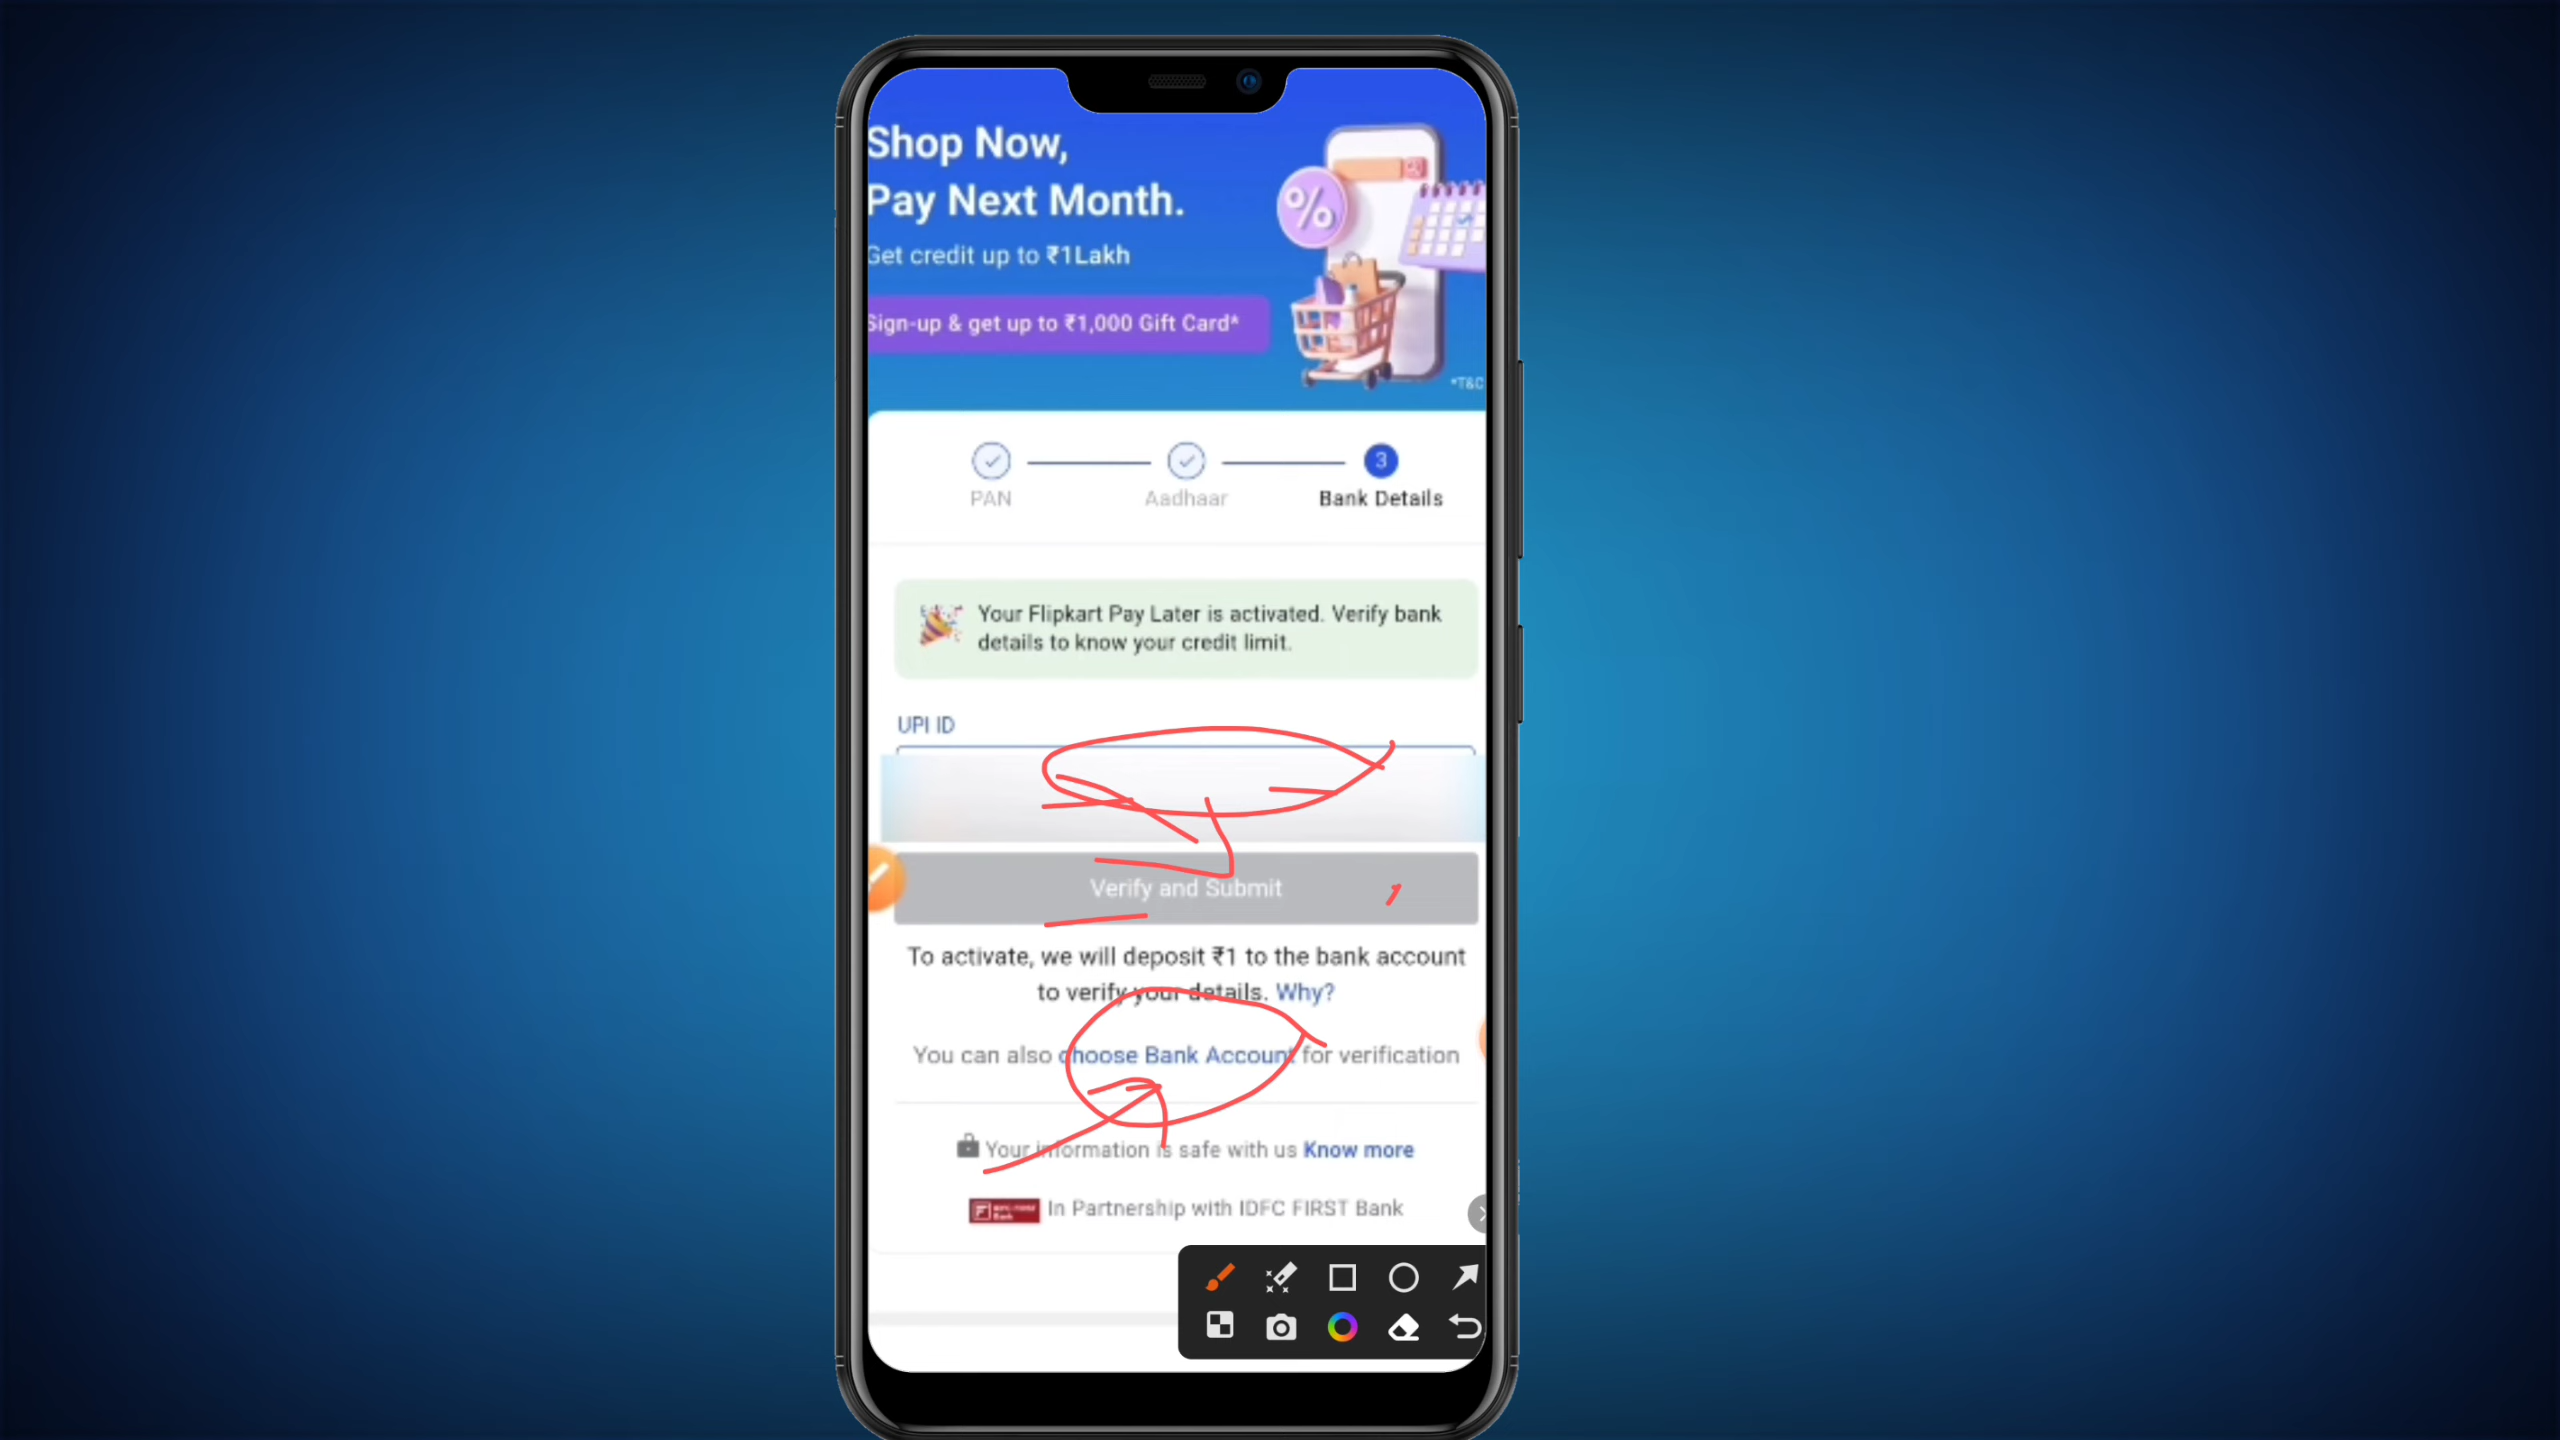 Shop Now,
Pay Next Month.
Get credit up to ₹1Lakh
Sign-up & get up to ₹1,000 Gift Card*
*T&C
3
PAN
Aadhaar
Bank Details
Your Flipkart Pay Later is activated. Verify bank
details to know your credit limit.
UPI ID
Verify and Submit
To activate, we will deposit ₹1 to the bank account
to verify your details. Why?
You can also choose Bank Account for verification
Your information is safe with us Know more
In Partnership with IDFC FIRST Bank